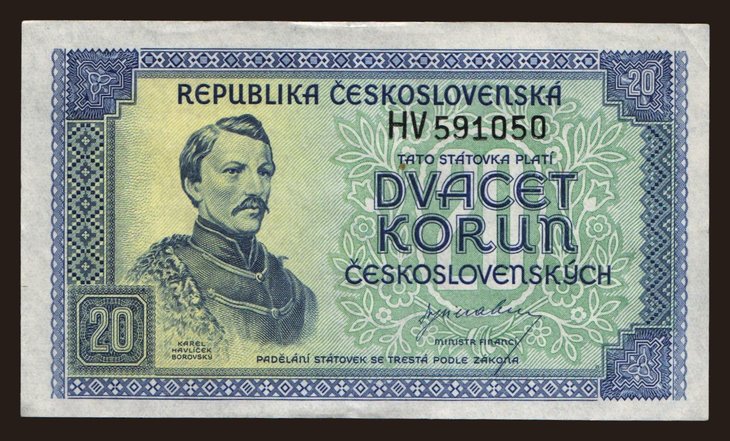 20
REPUBLIKA ČESKOSLOVENSKÁ
HV 591050
TATO STÁTOVKA PLATÍ
DVACET
KORUN
ČESKOSLOVENSKÝCH
MINISTR FINANCÍ
20
KAREL
HAVLÍČEK
BOROVSKÝ
PADĚLÁNÍ STÁTOVEK SE TRESTÁ PODLE ZÁKONA